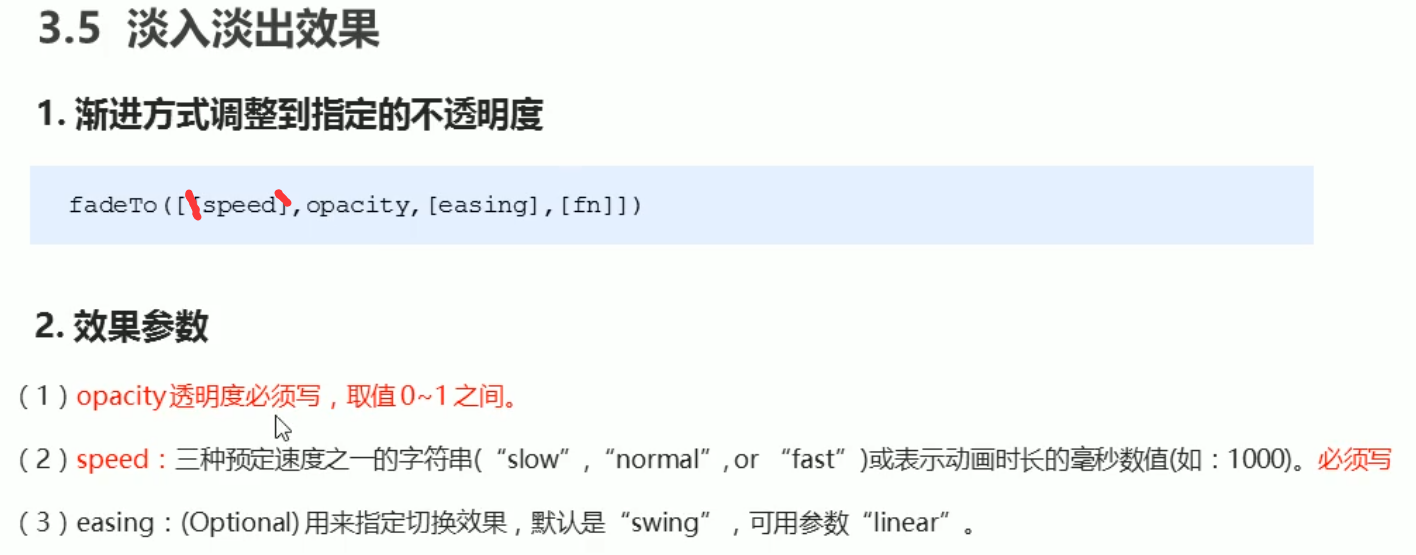 3.5 淡入淡出效果
1. 渐进方式调整到指定的不透明度
fadeTo([[speed],opacity,[easing],[fn]])
2. 效果参数
（1）opacity透明度必须写，取值0~1之间。
（2）speed：三种预定速度之一的字符串(“slow”,“normal”, or “fast”)或表示动画时长的毫秒数值(如：1000)。必须写
（3）easing：(Optional) 用来指定切换效果，默认是“swing”，可用参数“linear”。